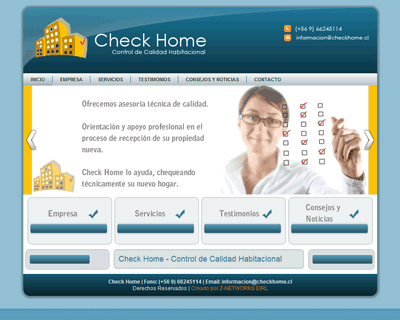 Check Home
Control de Calidad Habitacional
(+56 9) 66245114
informacion@checkhome.cl
INICIO
EMPRESA
SERVICIOS
TESTIMONIOS
CONSEJOS Y NOTICIAS
CONTACTO
Ofrecemos asesoría técnica de calidad.
Orientación y apoyo profesional en el
proceso de recepción de su propiedad
nueva.
Check Home lo ayuda, chequeando
técnicamente su nuevo hogar.
Empresa
Servicios
Testimonios
Consejos y
Noticias
Check Home - Control de Calidad Habitacional
Check Home | Fono: (+56 9) 66245114 | Email: informacion@checkhome.cl
Derechos Reservados | Creado por Z-NETWORKS EIRL